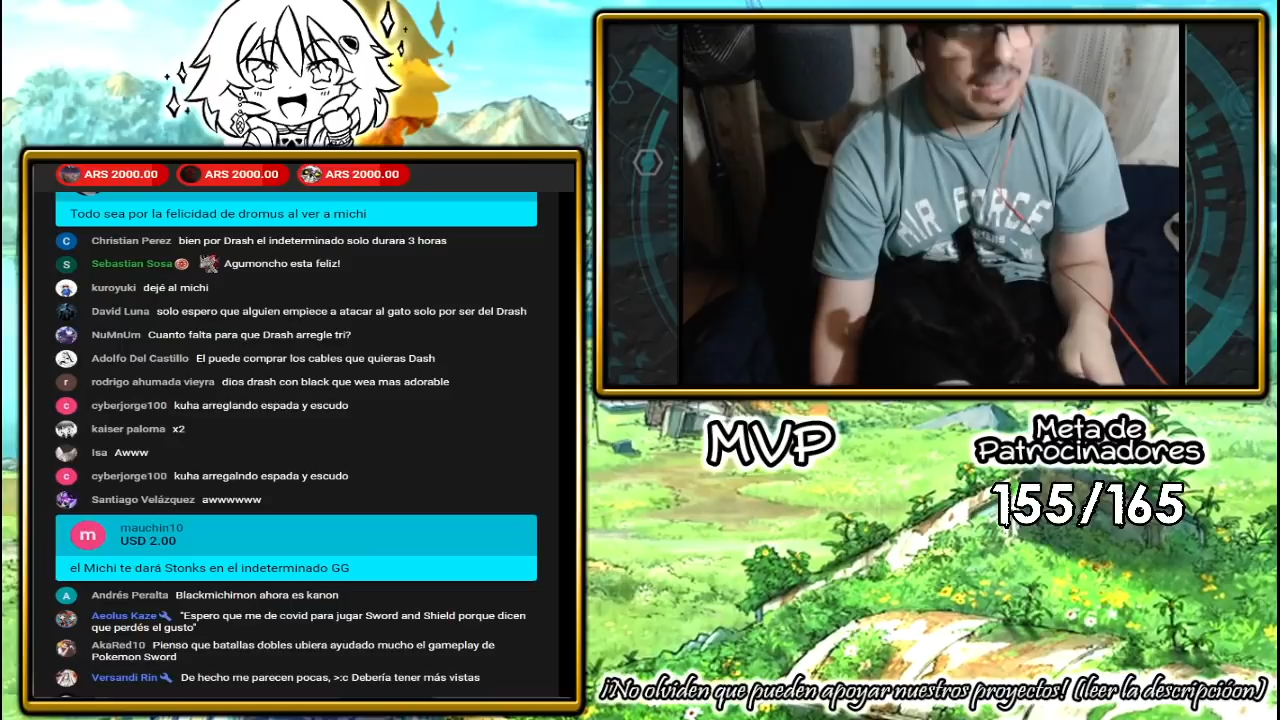 ARS 2000.00 ARS 2000.00 ARS 2000.00
Todo sea por la felicidad de dromus al ver a michi
C Christian Perez bien por Drash el indeterminado solo durara 3 horas
S Sebastian Sosa Agumoncho esta feliz!
kuroyuki dejé al michi
David Luna solo espero que alguien empiece a atacar al gato solo por ser del Drash
NuMnUm Cuanto falta para que Drash arregle tri?
Adolfo Del Castillo El puede comprar los cables que quieras Dash
r rodrigo ahumada vieyra dios drash con black que wea mas adorable
c cyberjorge100 kuha arreglando espada y escudo
kaiser paloma x2
Isa Awww
c cyberjorge100 kuha arregalndo espada y escudo
Santiago Velázquez awwwwww
m mauchin10
USD 2.00
el Michi te dará Stonks en el indeterminado GG
A Andrés Peralta Blackmichimon ahora es kanon
Aeolus Kaze "Espero que me de covid para jugar Sword and Shield porque dicen
que perdés el gusto"
AkaRed10 Pienso que batallas dobles ubiera ayudado mucho el gameplay de
Pokemon Sword
Versandi Rin De hecho me parecen pocas, >:c Debería tener más vistas
AIR FORCE
MVP
Meta de
Patrocinadores
155/165
¡¡No olviden que pueden apoyar nuestros proyectos! (leer la descripcióon)